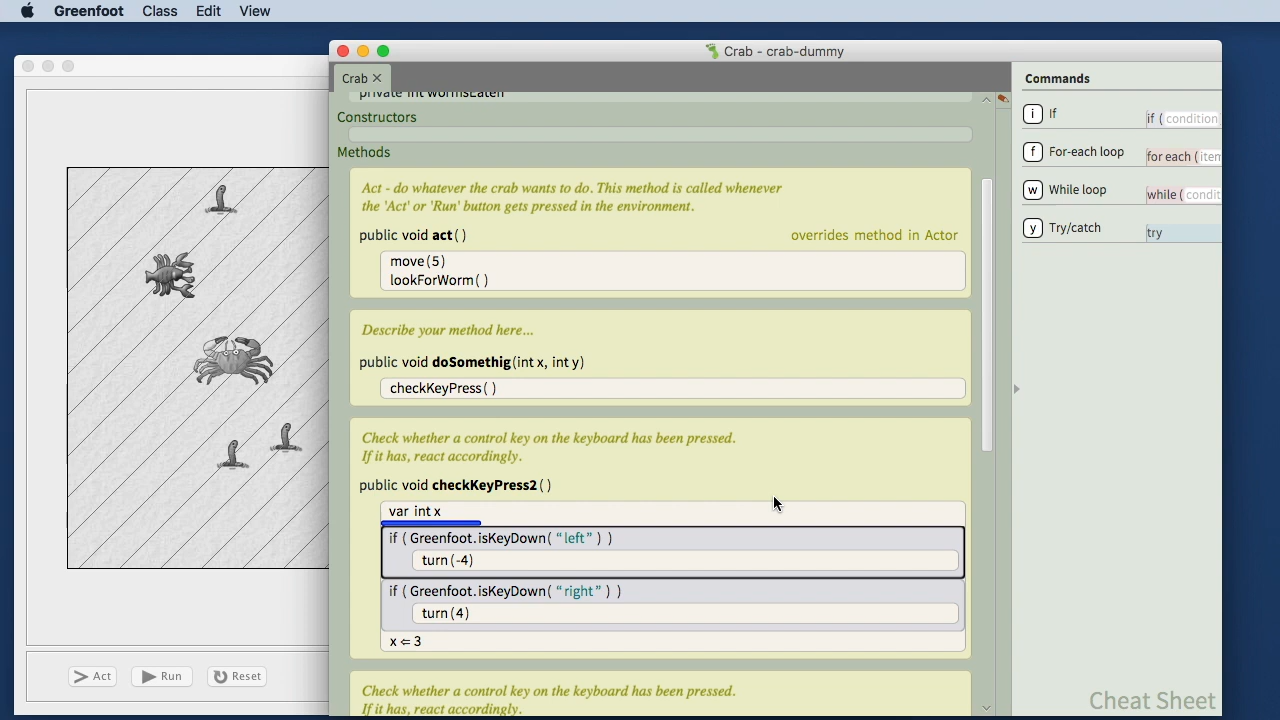 Greenfoot Class Edit View
Crab - crab-dummy
Crab
private int wormsEaten
Constructors
Methods
Act - do whatever the crab wants to do. This method is called whenever
the 'Act' or 'Run' button gets pressed in the environment.
public void act()
overrides method in Actor
move(5)
lookForWorm()
Describe your method here...
public void doSomethig(int x, int y)
checkKeyPress()
Check whether a control key on the keyboard has been pressed.
If it has, react accordingly.
public void checkKeyPress2()
var int x
if ( Greenfoot.isKeyDown( “left” ) )
turn(-4)
if ( Greenfoot.isKeyDown( “right” ) )
turn(4)
x ⇐ 3
Check whether a control key on the keyboard has been pressed.
If it has, react accordingly.
Commands
i If if ( condition
f For-each loop for each ( item
w While loop while ( condit
y Try/catch try
Cheat Sheet
Act Run Reset